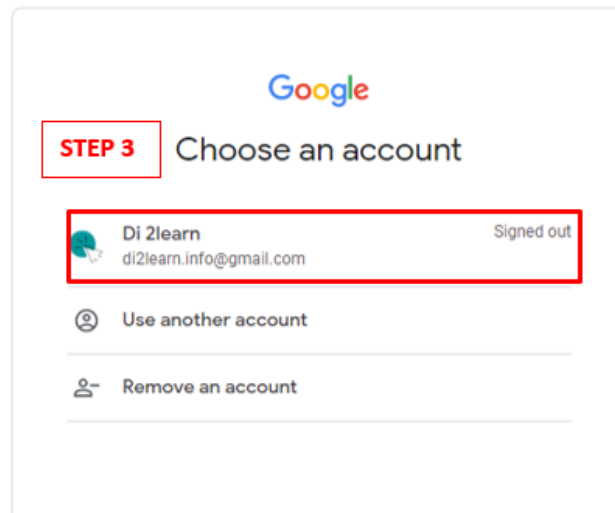 Google
STEP 3
Choose an account
Di 2learn
Signed out
di2learn.info@gmail.com
Use another account
Remove an account